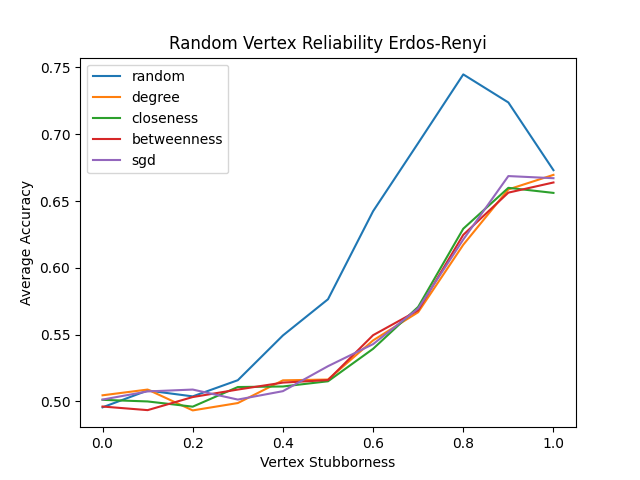 Random Vertex Reliability Erdos-Renyi
random
degree
closeness
betweenness
sgd
Average Accuracy
0.75
0.70
0.65
0.60
0.55
0.50
0.0
0.2
0.4
0.6
0.8
1.0
Vertex Stubborness